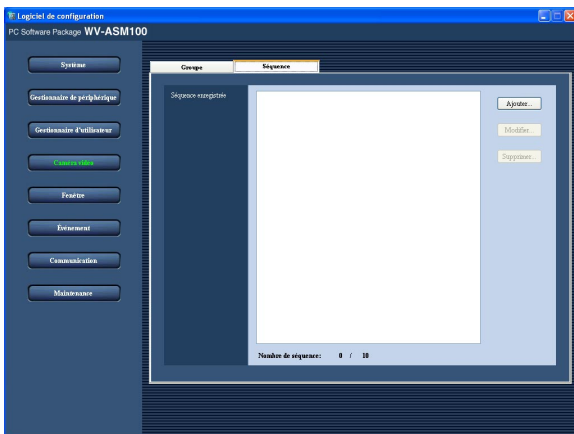 Logiciel de configuration
PC Software Package WV-ASM100
Système
Gestionnaire de périphérique
Gestionnaire d'utilisateur
Caméra vidéo
Fenêtre
Événement
Communication
Maintenance
Groupe
Séquence
Séquence enregistrée
Ajouter...
Modifier...
Supprimer...
Nombre de séquence: 0 / 10